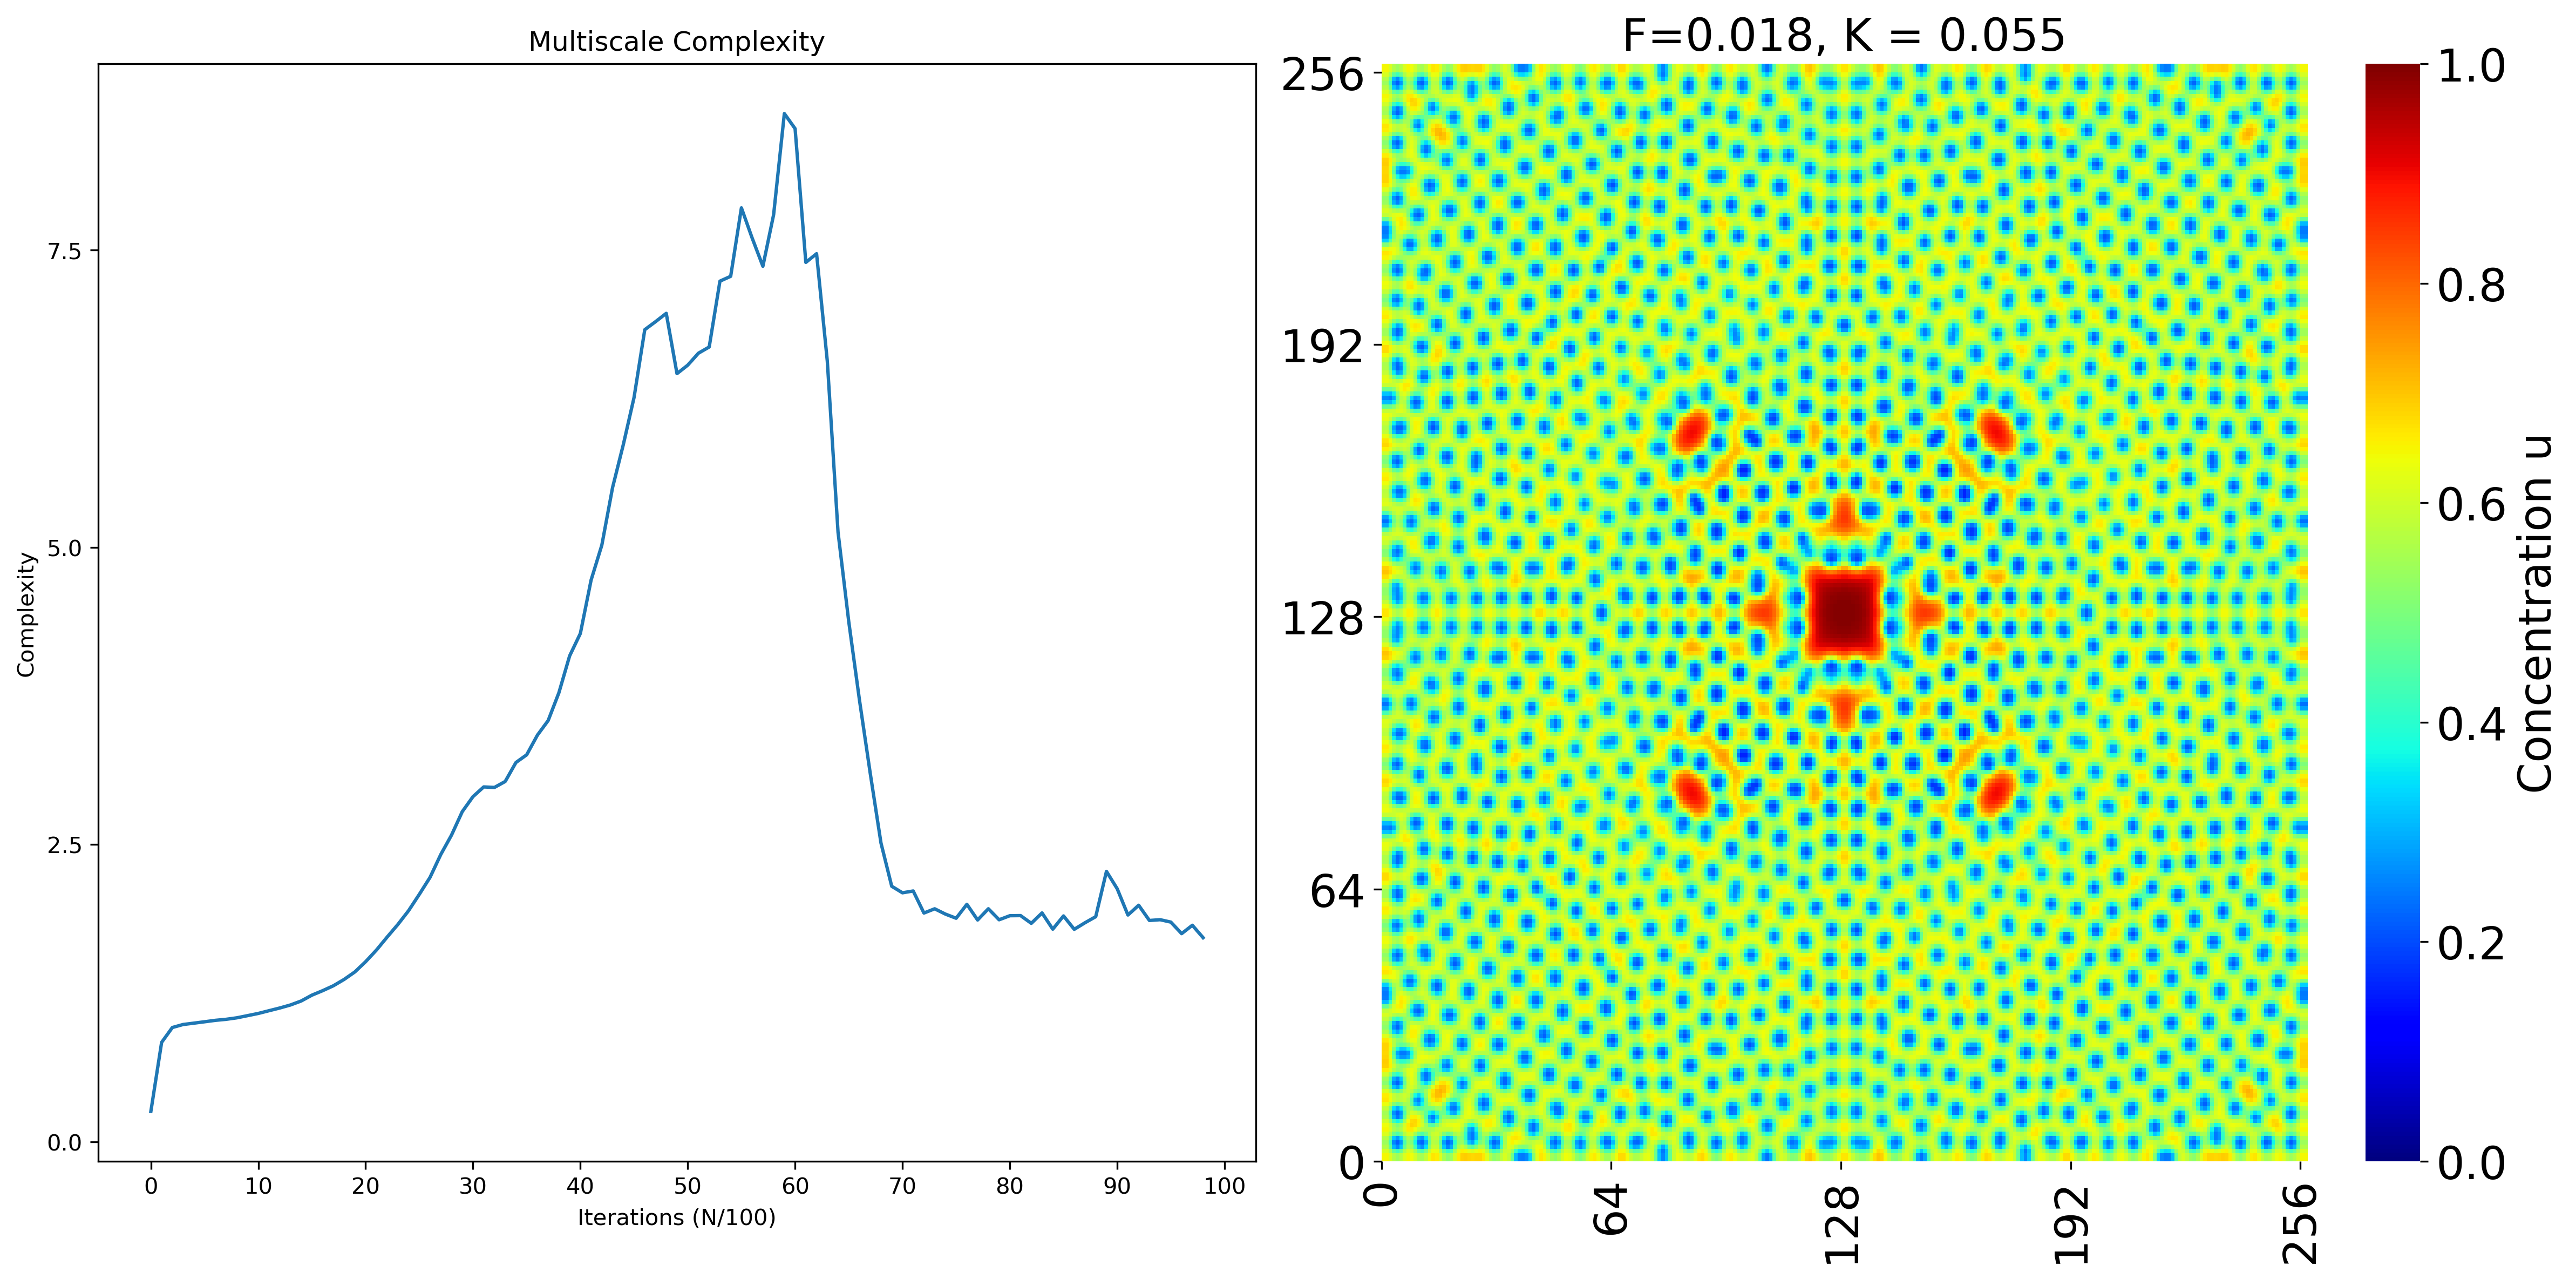 Multiscale Complexity
Complexity
7.5
5.0
2.5
0.0
0 10 20 30 40 50 60 70 80 90 100
Iterations (N/100)
F=0.018, K = 0.055
256
192
128
64
0
0 64 128 192 256
1.0
0.8
0.6
0.4
0.2
0.0
Concentration u